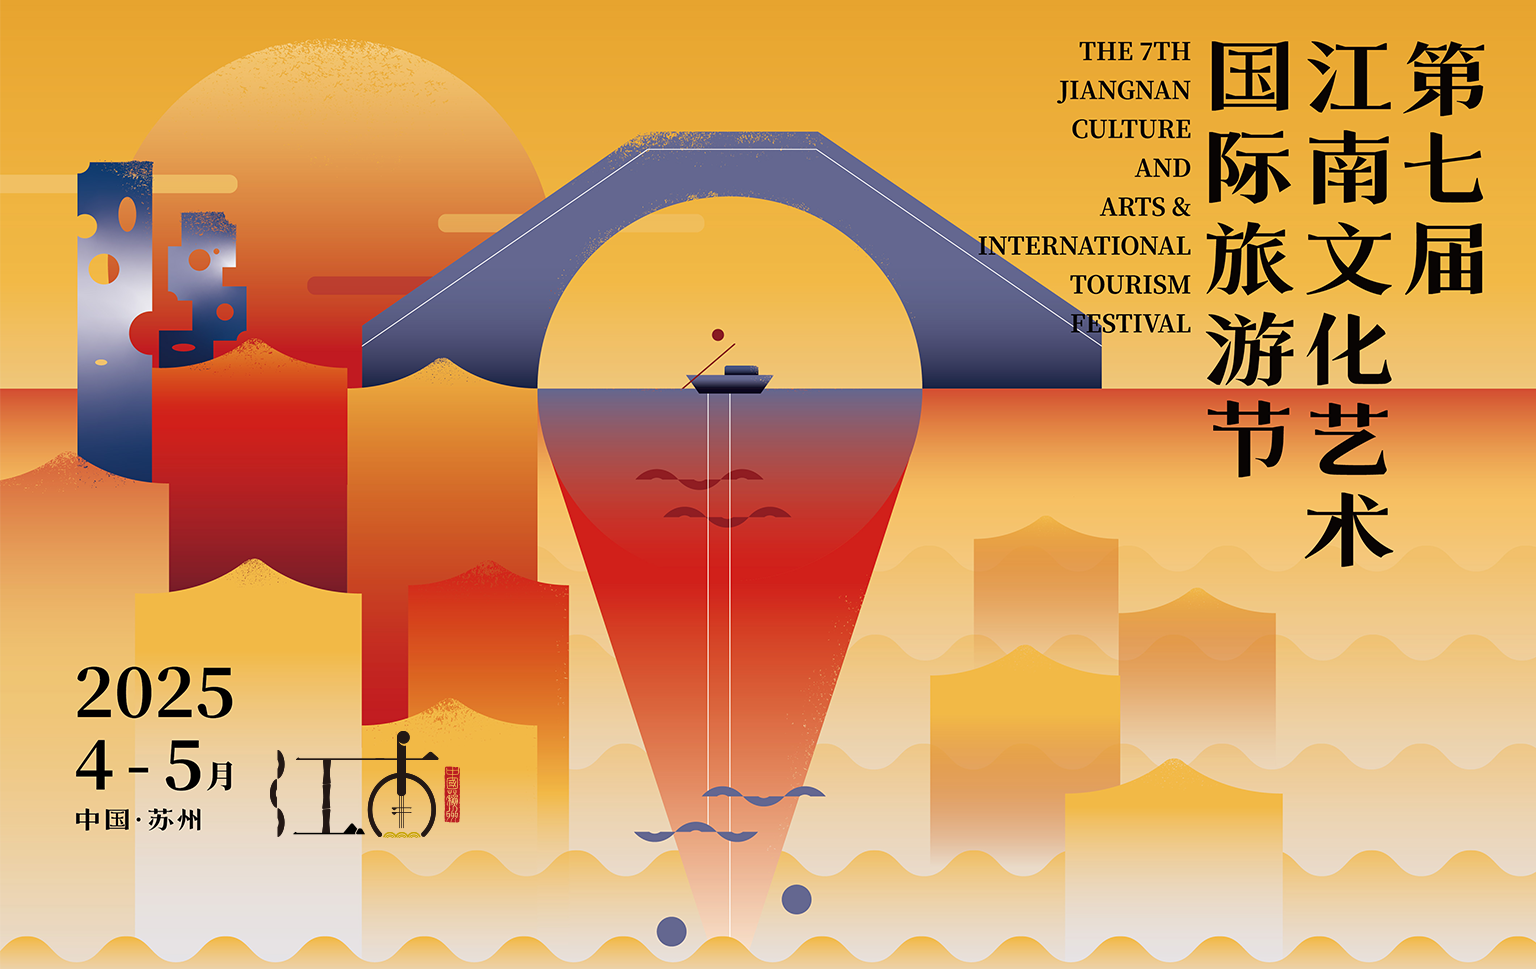 第七届
江南文化艺术
国际旅游节
THE 7TH
JIANGNAN
CULTURE
AND
ARTS &
INTERNATIONAL
TOURISM
FESTIVAL
2025
4-5月
中国·苏州
江南